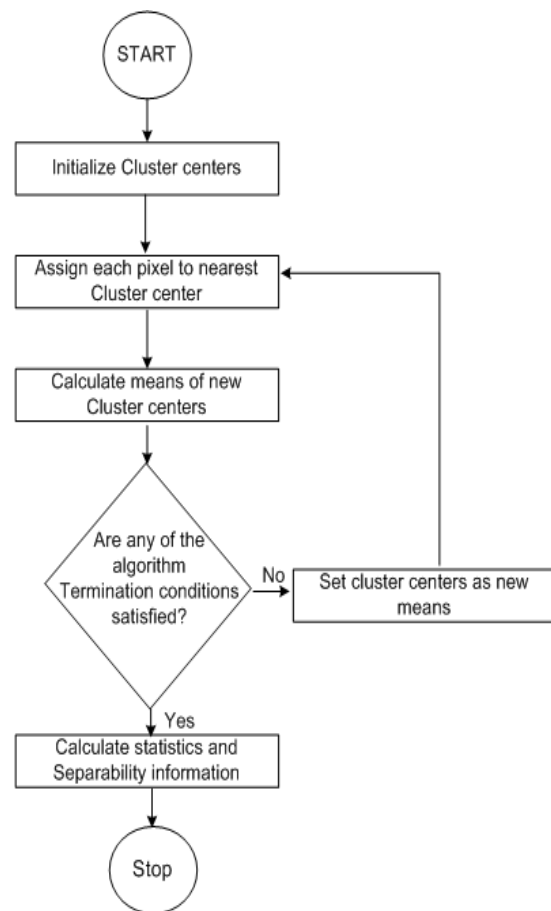 START
Initialize Cluster centers
Assign each pixel to nearest
Cluster center
Calculate means of new
Cluster centers
Are any of the
algorithm
Termination conditions
satisfied?
No
Set cluster centers as new
means
Yes
Calculate statistics and
Separability information
Stop